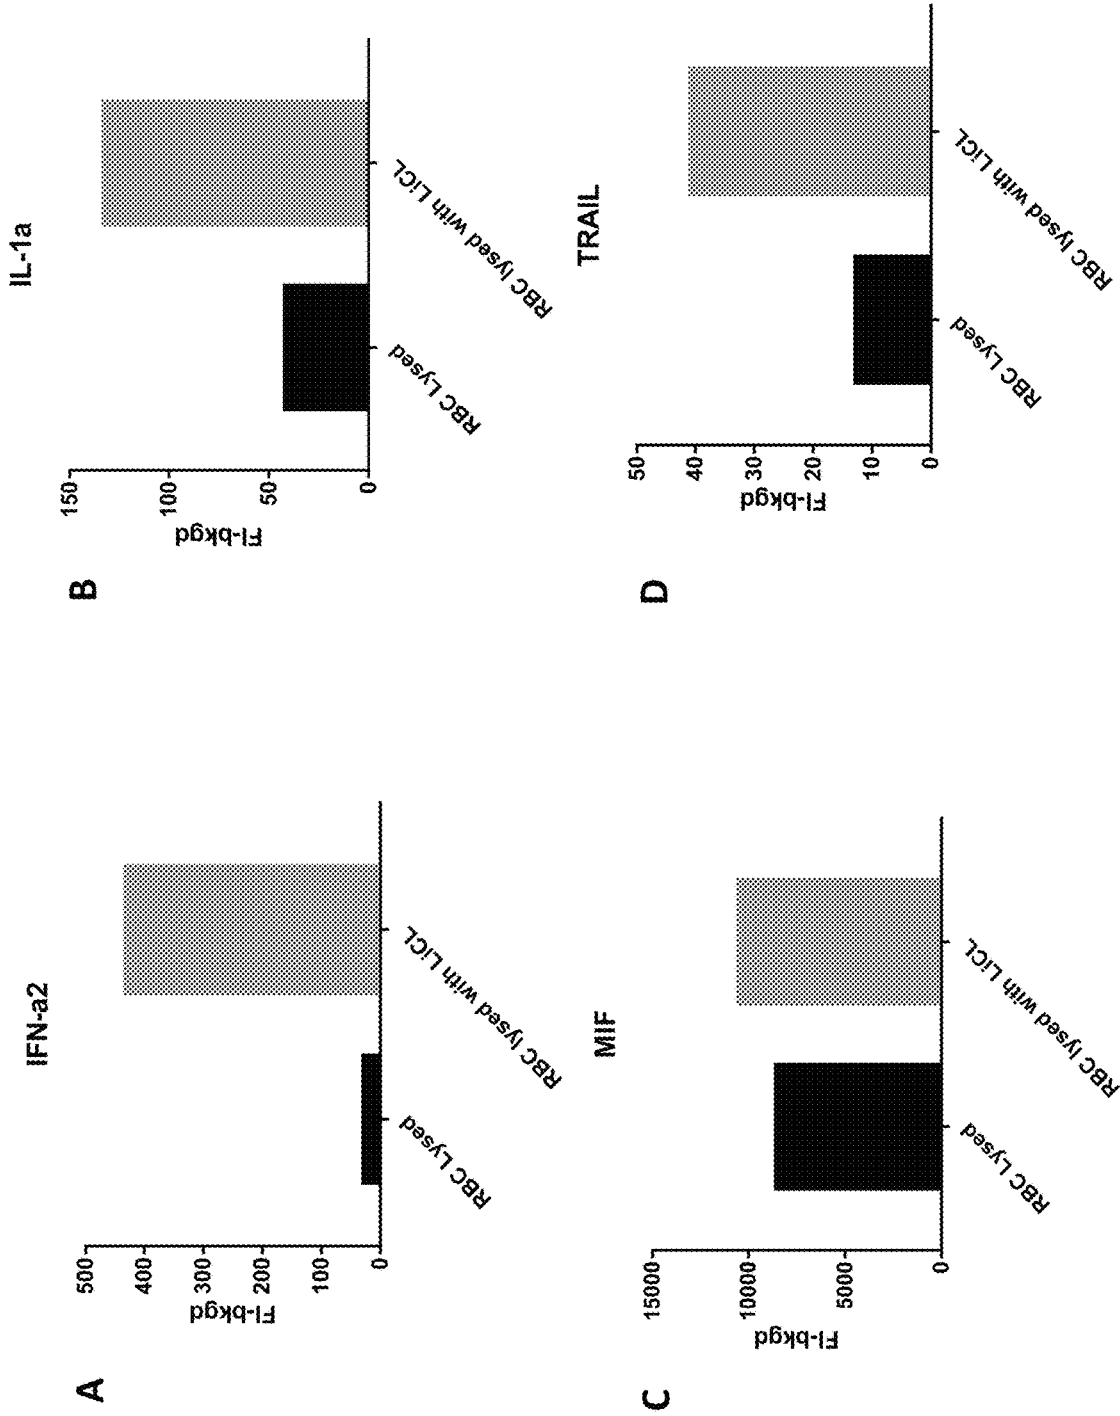 A
IFN-a2
FI-bkgd
500
400
300
200
100
0
RBC Lysed
RBC lysed with LiCL
B
IL-1a
FI-bkgd
150
100
50
0
RBC Lysed
RBC lysed with LiCL
C
MIF
FI-bkgd
15000
10000
5000
0
RBC Lysed
RBC lysed with LiCL
D
TRAIL
FI-bkgd
50
40
30
20
10
0
RBC Lysed
RBC lysed with LiCL